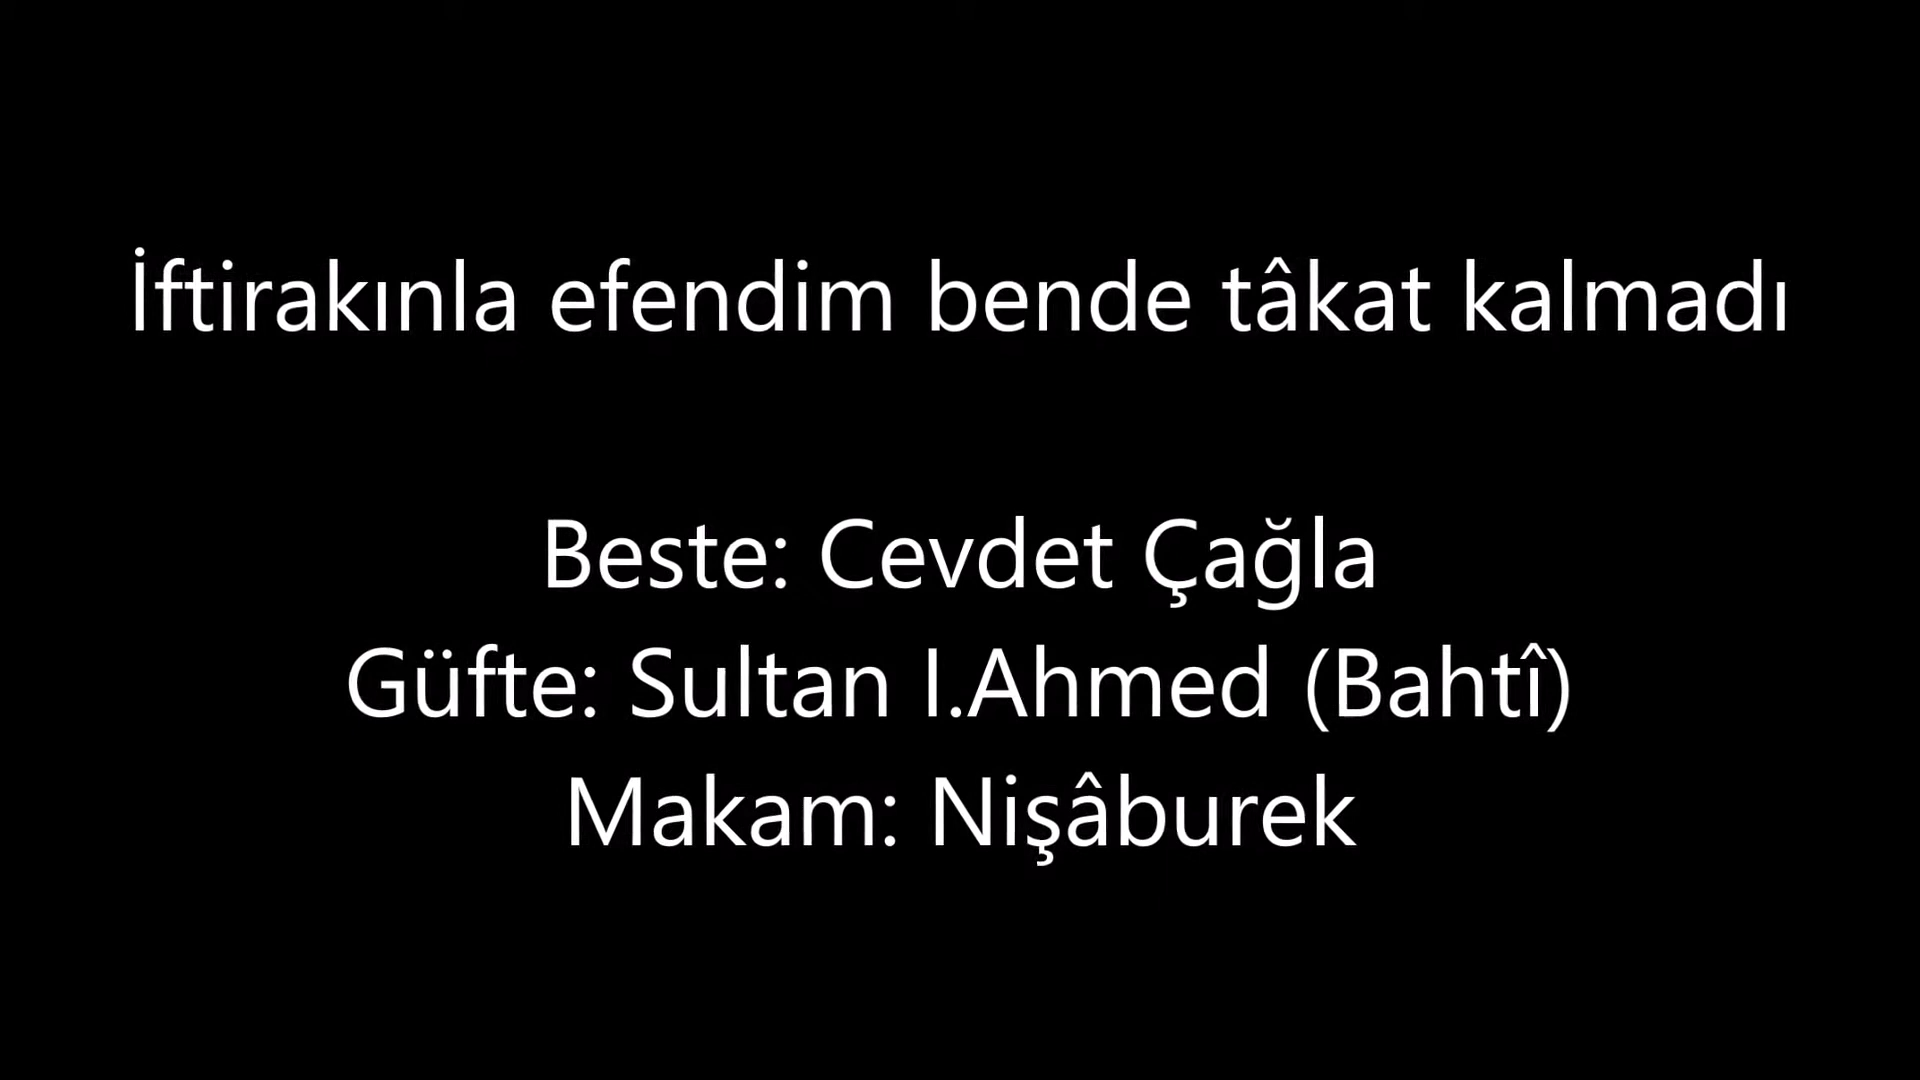 İftirakınla efendim bende tâkat kalmadı
Beste: Cevdet Çağla
Güfte: Sultan I.Ahmed (Bahtî)
Makam: Nişâburek